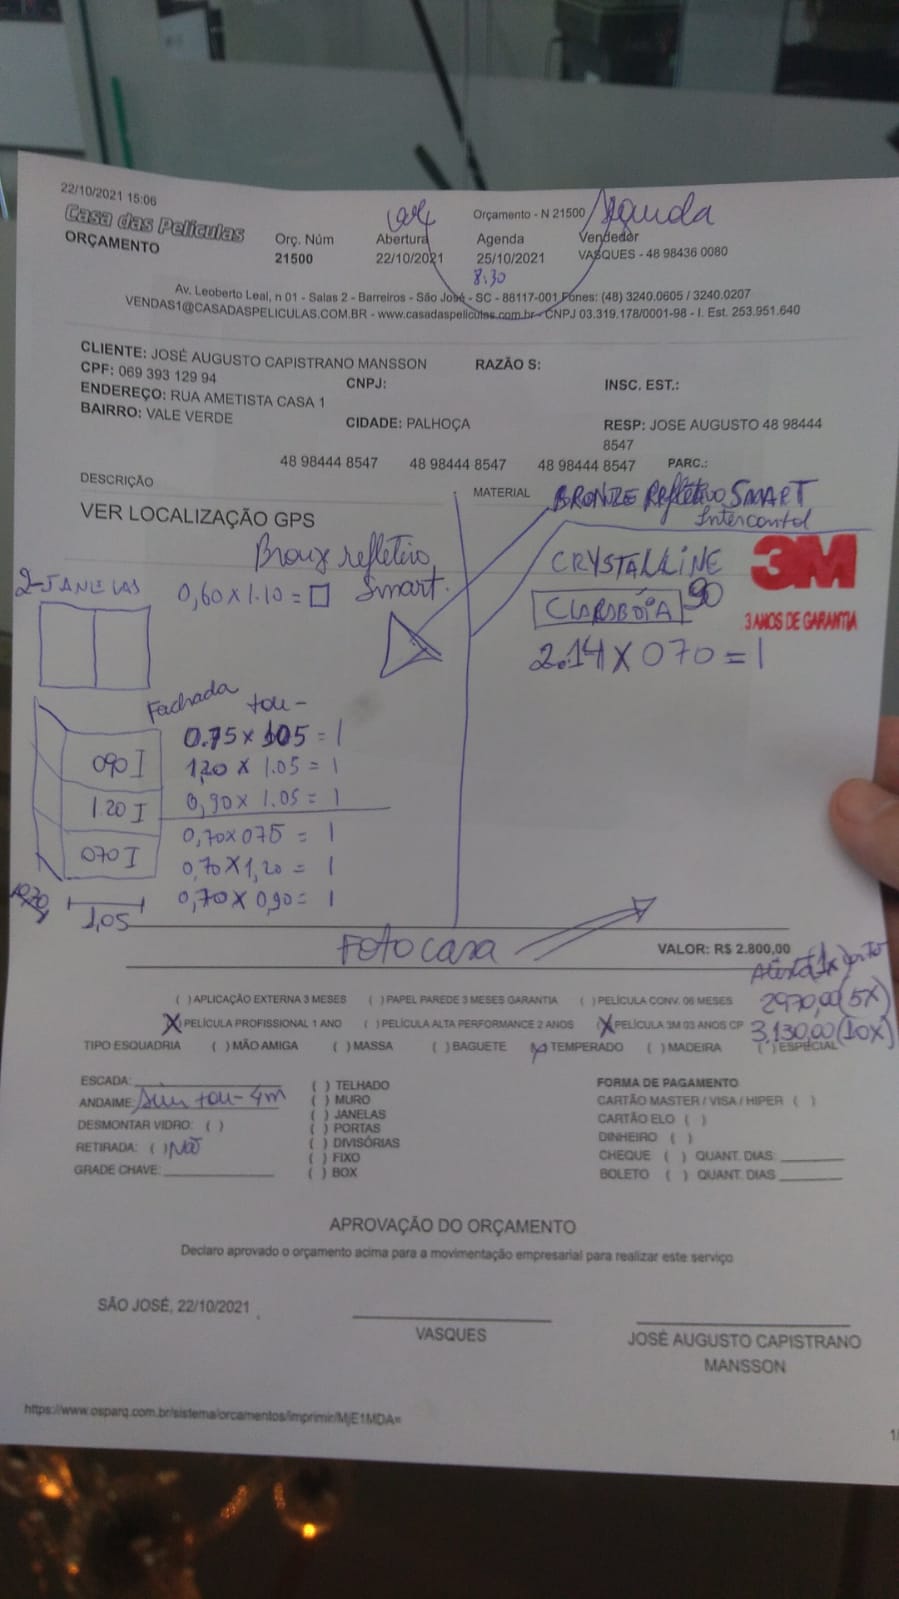 22/10/2021 15:06
Casa das Películas
ORÇAMENTO
Orçamento - N 21500
Segunda
Orç. Núm
Abertura
Agenda
Vendedor
21500
22/10/2021
25/10/2021
VASQUES - 48 98436 0080
8:30
Av. Leoberto Leal, n 01 - Salas 2 - Barreiros - São José - SC - 88117-001 Fones: (48) 3240.0605 / 3240.0207
VENDAS1@CASADASPELICULAS.COM.BR - www.casadaspeliculas.com.br - CNPJ 03.319.178/0001-98 - I. Est. 253.951.640
CLIENTE: JOSÉ AUGUSTO CAPISTRANO MANSSON
RAZÃO S:
CPF: 069 393 129 94
CNPJ:
INSC. EST.:
ENDEREÇO: RUA AMETISTA CASA 1
BAIRRO: VALE VERDE
CIDADE: PALHOÇA
RESP: JOSE AUGUSTO 48 98444
8547
48 98444 8547
48 98444 8547
48 98444 8547
PARC.:
DESCRIÇÃO
MATERIAL
BRONZE Refletivo SMART
VER LOCALIZAÇÃO GPS
Intercontrol
Bronze refletivo
Smart.
2-JANELAS
0,60 x 1.10 =
CRYSTALLINE
90
CLARABÓIA
2.14 x 070 = 1
3M
3 ANOS DE GARANTIA
Fachada
0.75 x 105 = 1
090 I
1,20 x 1.05 = 1
1.20 I
0,90 x 1.05 = 1
070 I
0,70 x 075 = 1
0,70 x 1,20 = 1
0,70 x 0,90 = 1
1,05
Foto casa
VALOR: R$ 2.800,00
( ) APLICAÇÃO EXTERNA 3 MESES ( ) PAPEL PAREDE 3 MESES GARANTIA ( ) PELÍCULA CONV. 06 MESES
2970,00 (5X)
(X) PELÍCULA PROFISSIONAL 1 ANO ( ) PELÍCULA ALTA PERFORMANCE 2 ANOS (X) PELÍCULA 3M 03 ANOS CP
3.130,00 (10X)
TIPO ESQUADRIA ( ) MÃO AMIGA ( ) MASSA ( ) BAGUETE (X) TEMPERADO ( ) MADEIRA ( ) ESPECIAL
ESCADA:
ANDAIME: Sim 4m
DESMONTAR VIDRO: ( )
RETIRADA: ( ) NÃO
GRADE CHAVE:
( ) TELHADO
( ) MURO
( ) JANELAS
( ) PORTAS
( ) DIVISÓRIAS
( ) FIXO
( ) BOX
FORMA DE PAGAMENTO
CARTÃO MASTER / VISA / HIPER ( )
CARTÃO ELO ( )
DINHEIRO ( )
CHEQUE ( ) QUANT. DIAS:
BOLETO ( ) QUANT. DIAS
APROVAÇÃO DO ORÇAMENTO
Declaro aprovado o orçamento acima para a movimentação empresarial para realizar este serviço
SÃO JOSÉ, 22/10/2021
VASQUES
JOSÉ AUGUSTO CAPISTRANO
MANSSON
https://www.osparq.com.br/sistema/orcamentos/imprimir/MjE1MDA=